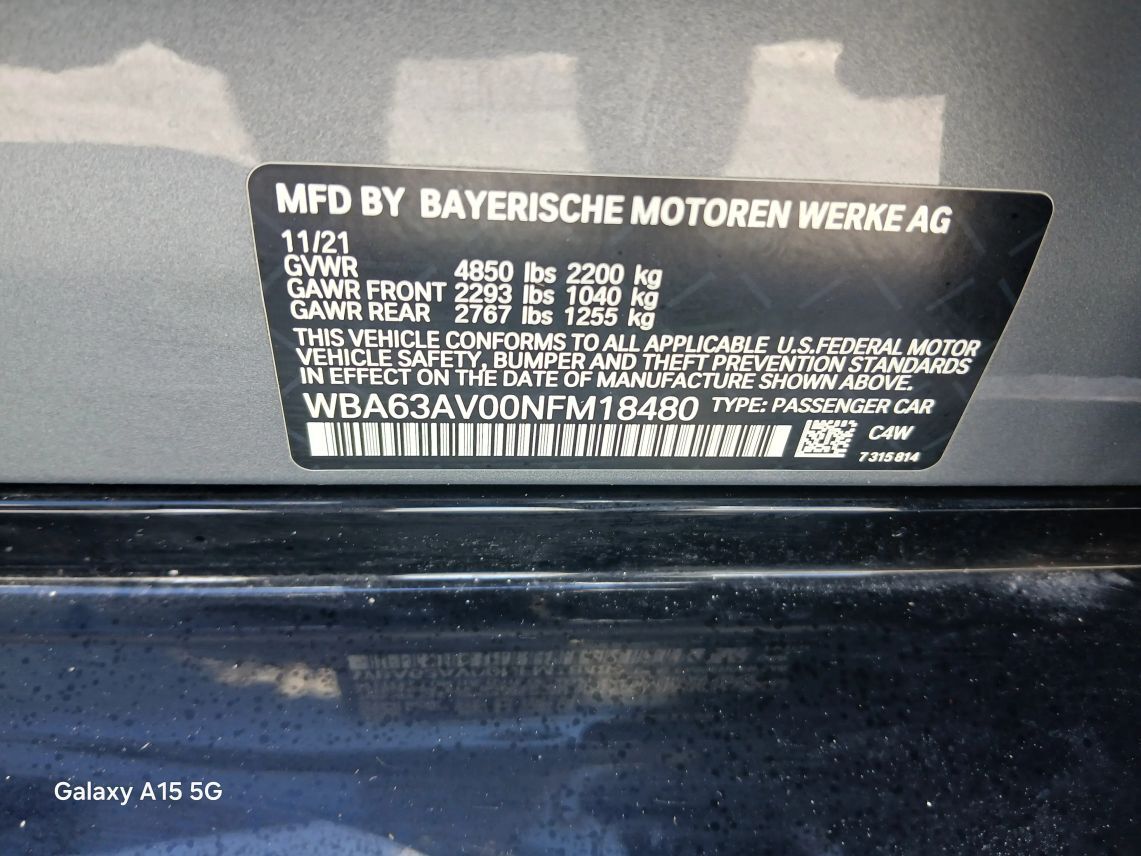 MFD BY BAYERISCHE MOTOREN WERKE AG
11/21
GVWR 4850 lbs 2200 kg
GAWR FRONT 2293 lbs 1040 kg
GAWR REAR 2767 lbs 1255 kg
THIS VEHICLE CONFORMS TO ALL APPLICABLE U.S.FEDERAL MOTOR
VEHICLE SAFETY, BUMPER AND THEFT PREVENTION STANDARDS
IN EFFECT ON THE DATE OF MANUFACTURE SHOWN ABOVE.
WBA63AV00NFM18480 TYPE: PASSENGER CAR
C4W
7315814
Galaxy A15 5G